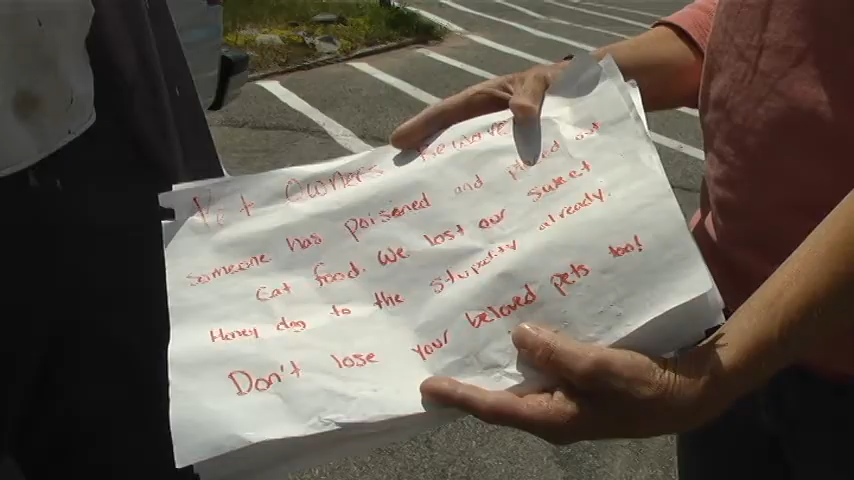 Pet Owners Beware
Someone has poisened and placed out
Cat food. We lost our sweet
Honey dog to the stupidity already.
Don't lose your beloved pets too!